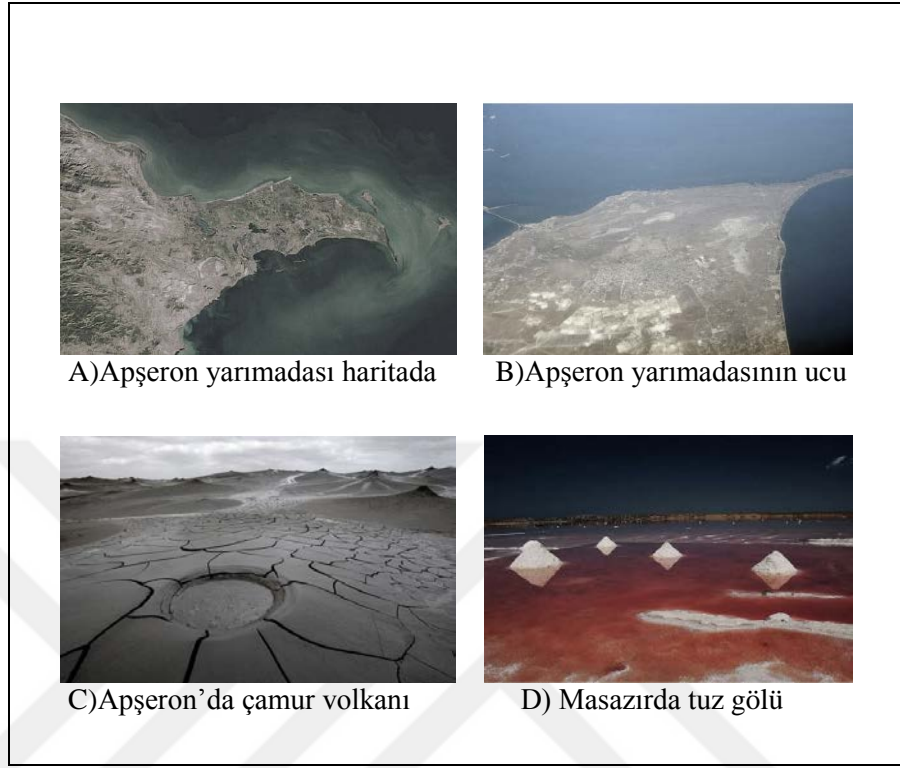 A)Apşeron yarımadası haritada
B)Apşeron yarımadasının ucu
C)Apşeron’da çamur volkanı
D) Masazırda tuz gölü